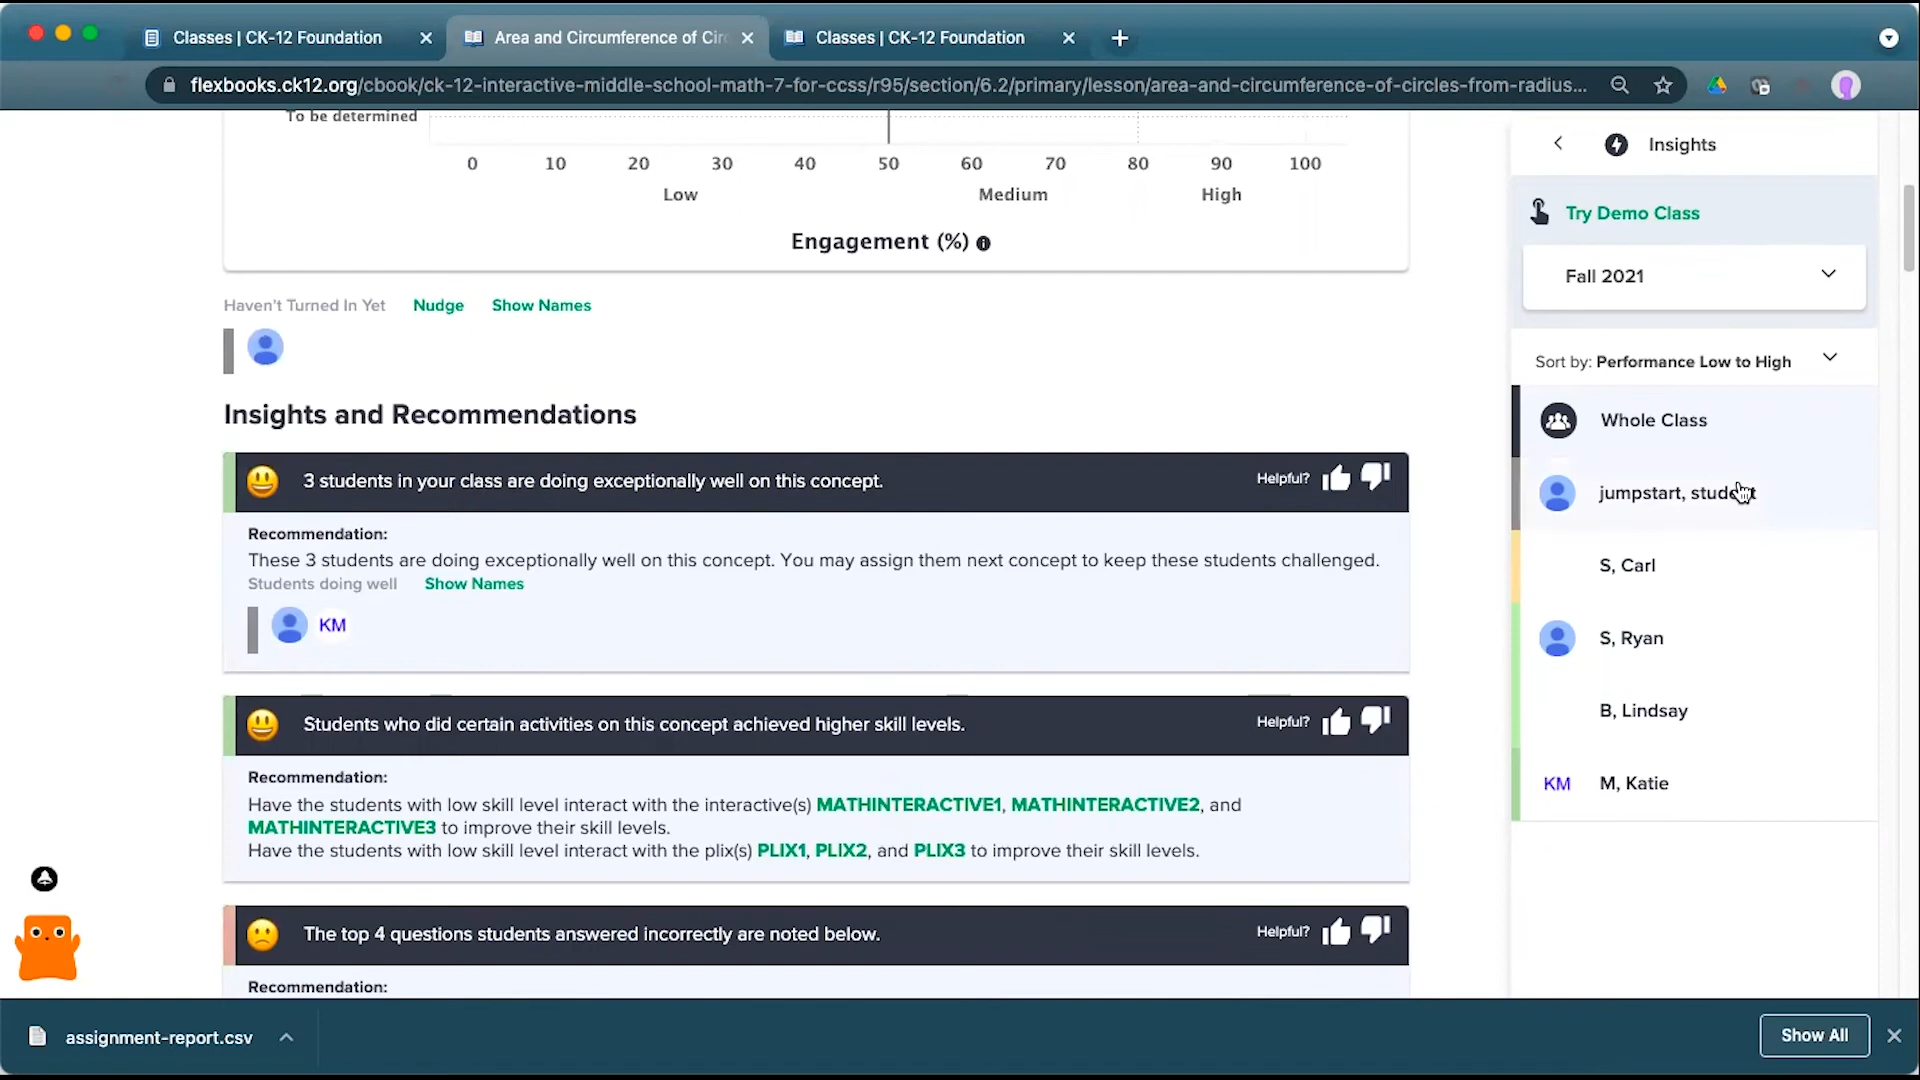 Classes | CK-12 Foundation
Area and Circumference of Circ
Classes | CK-12 Foundation
flexbooks.ck12.org/cbook/ck-12-interactive-middle-school-math-7-for-ccss/r95/section/6.2/primary/lesson/area-and-circumference-of-circles-from-radius...
To be determined
0 10 20 30 40 50 60 70 80 90 100
Low Medium High
Engagement (%)
Haven't Turned In Yet Nudge Show Names
Insights and Recommendations
3 students in your class are doing exceptionally well on this concept. Helpful?
Recommendation:
These 3 students are doing exceptionally well on this concept. You may assign them next concept to keep these students challenged.
Students doing well Show Names
KM
Students who did certain activities on this concept achieved higher skill levels. Helpful?
Recommendation:
Have the students with low skill level interact with the interactive(s) MATHINTERACTIVE1, MATHINTERACTIVE2, and
MATHINTERACTIVE3 to improve their skill levels.
Have the students with low skill level interact with the plix(s) PLIX1, PLIX2, and PLIX3 to improve their skill levels.
The top 4 questions students answered incorrectly are noted below. Helpful?
Recommendation:
Insights
Try Demo Class
Fall 2021
Sort by: Performance Low to High
Whole Class
jumpstart, student
S, Carl
S, Ryan
B, Lindsay
KM M, Katie
assignment-report.csv
Show All